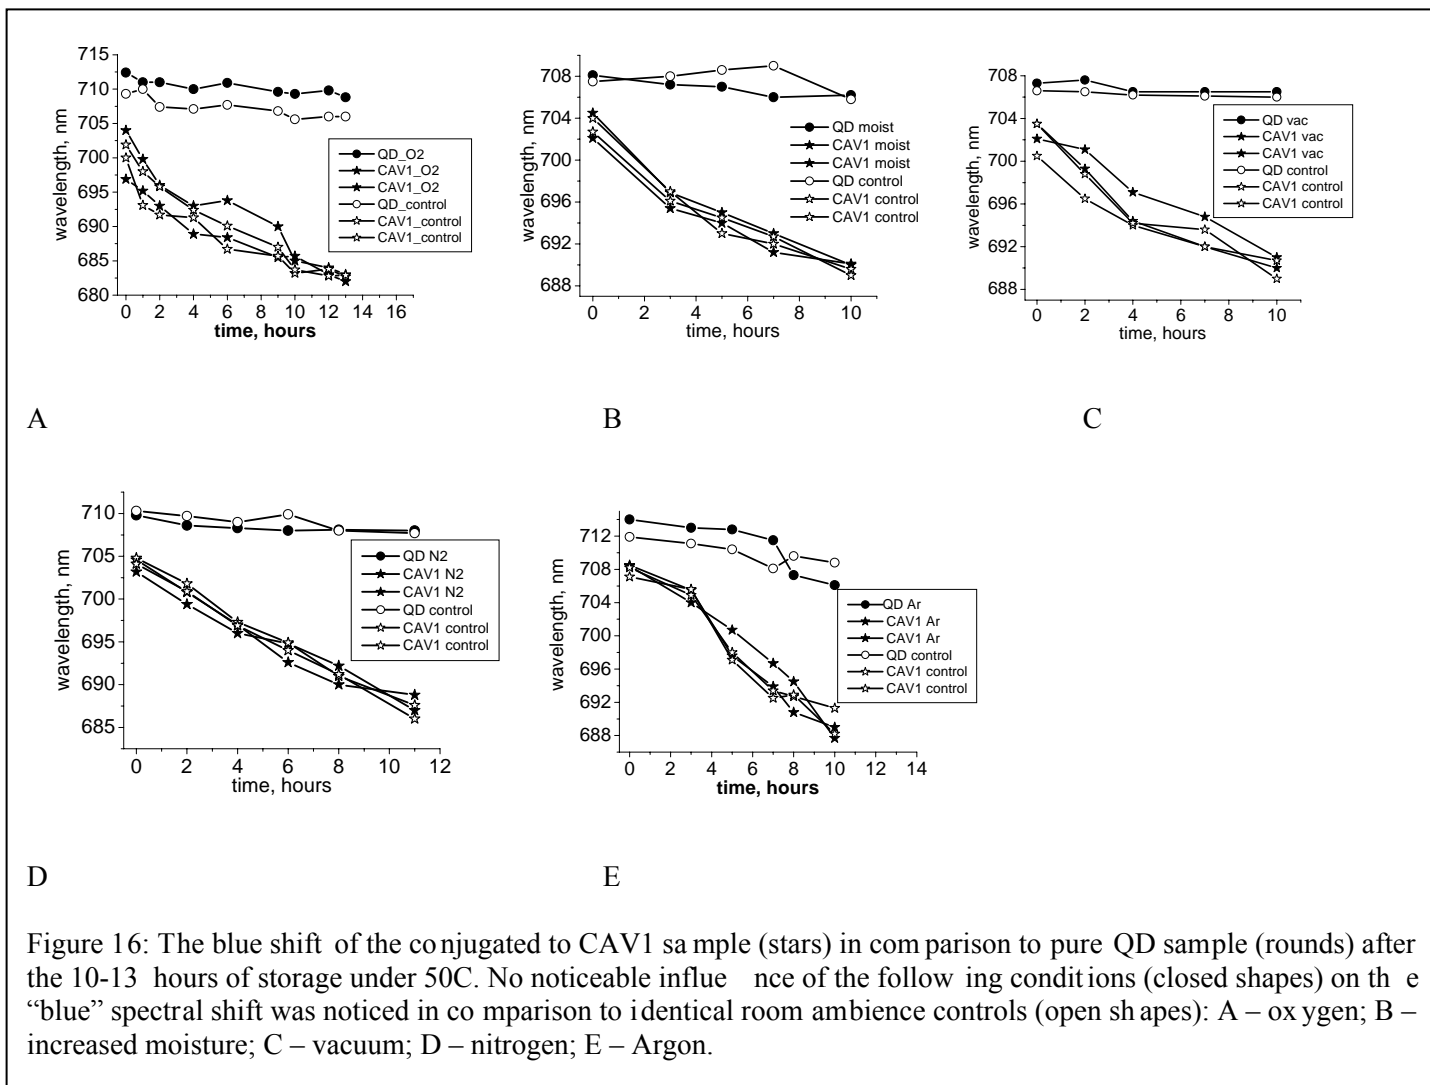 715
710
705
700
695
690
685
680
wavelength, nm
0 2 4 6 8 10 12 14 16
time, hours
QD_O2
CAV1_O2
CAV1_O2
QD_control
CAV1_control
CAV1_control
708
704
700
696
692
688
wavelength, nm
0 2 4 6 8 10
time, hours
QD moist
CAV1 moist
CAV1 moist
QD control
CAV1 control
CAV1 control
708
704
700
696
692
688
wavelength, nm
0 2 4 6 8 10
time, hours
QD vac
CAV1 vac
CAV1 vac
QD control
CAV1 control
CAV1 control
A B C
710
705
700
695
690
685
wavelength, nm
0 2 4 6 8 10 12
time, hours
QD N2
CAV1 N2
CAV1 N2
QD control
CAV1 control
CAV1 control
712
708
704
700
696
692
688
wavelength, nm
0 2 4 6 8 10 12 14
time, hours
QD Ar
CAV1 Ar
CAV1 Ar
QD control
CAV1 control
CAV1 control
D E
Figure 16: The blue shift of the conjugated to CAV1 sample (stars) in comparison to pure QD sample (rounds) after
the 10-13 hours of storage under 50C. No noticeable influence of the following conditions (closed shapes) on the
“blue” spectral shift was noticed in comparison to identical room ambience controls (open shapes): A – oxygen; B –
increased moisture; C – vacuum; D – nitrogen; E – Argon.